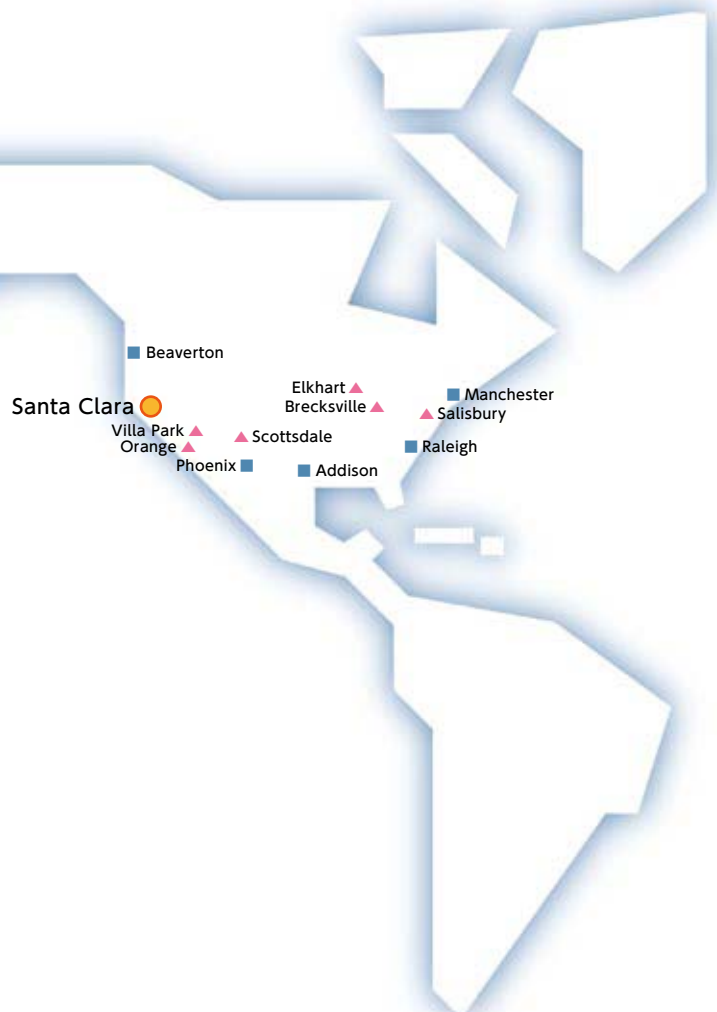 Beaverton
Elkhart
Manchester
Santa Clara
Brecksville
Salisbury
Villa Park
Scottsdale
Orange
Raleigh
Phoenix
Addison